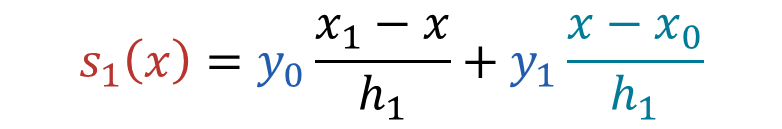 s₁(x) = y₀ (x₁ − x)/h₁ + y₁ (x − x₀)/h₁